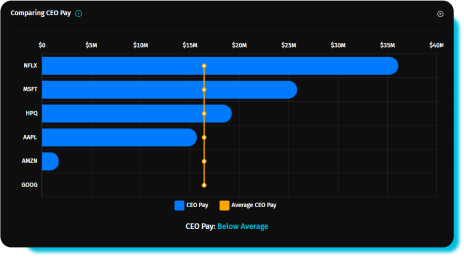 Comparing CEO Pay
$0 $5M $10M $15M $20M $25M $30M $35M $40M
NFLX
MSFT
HPQ
AAPL
AMZN
GOOG
CEO Pay Average CEO Pay
CEO Pay: Below Average